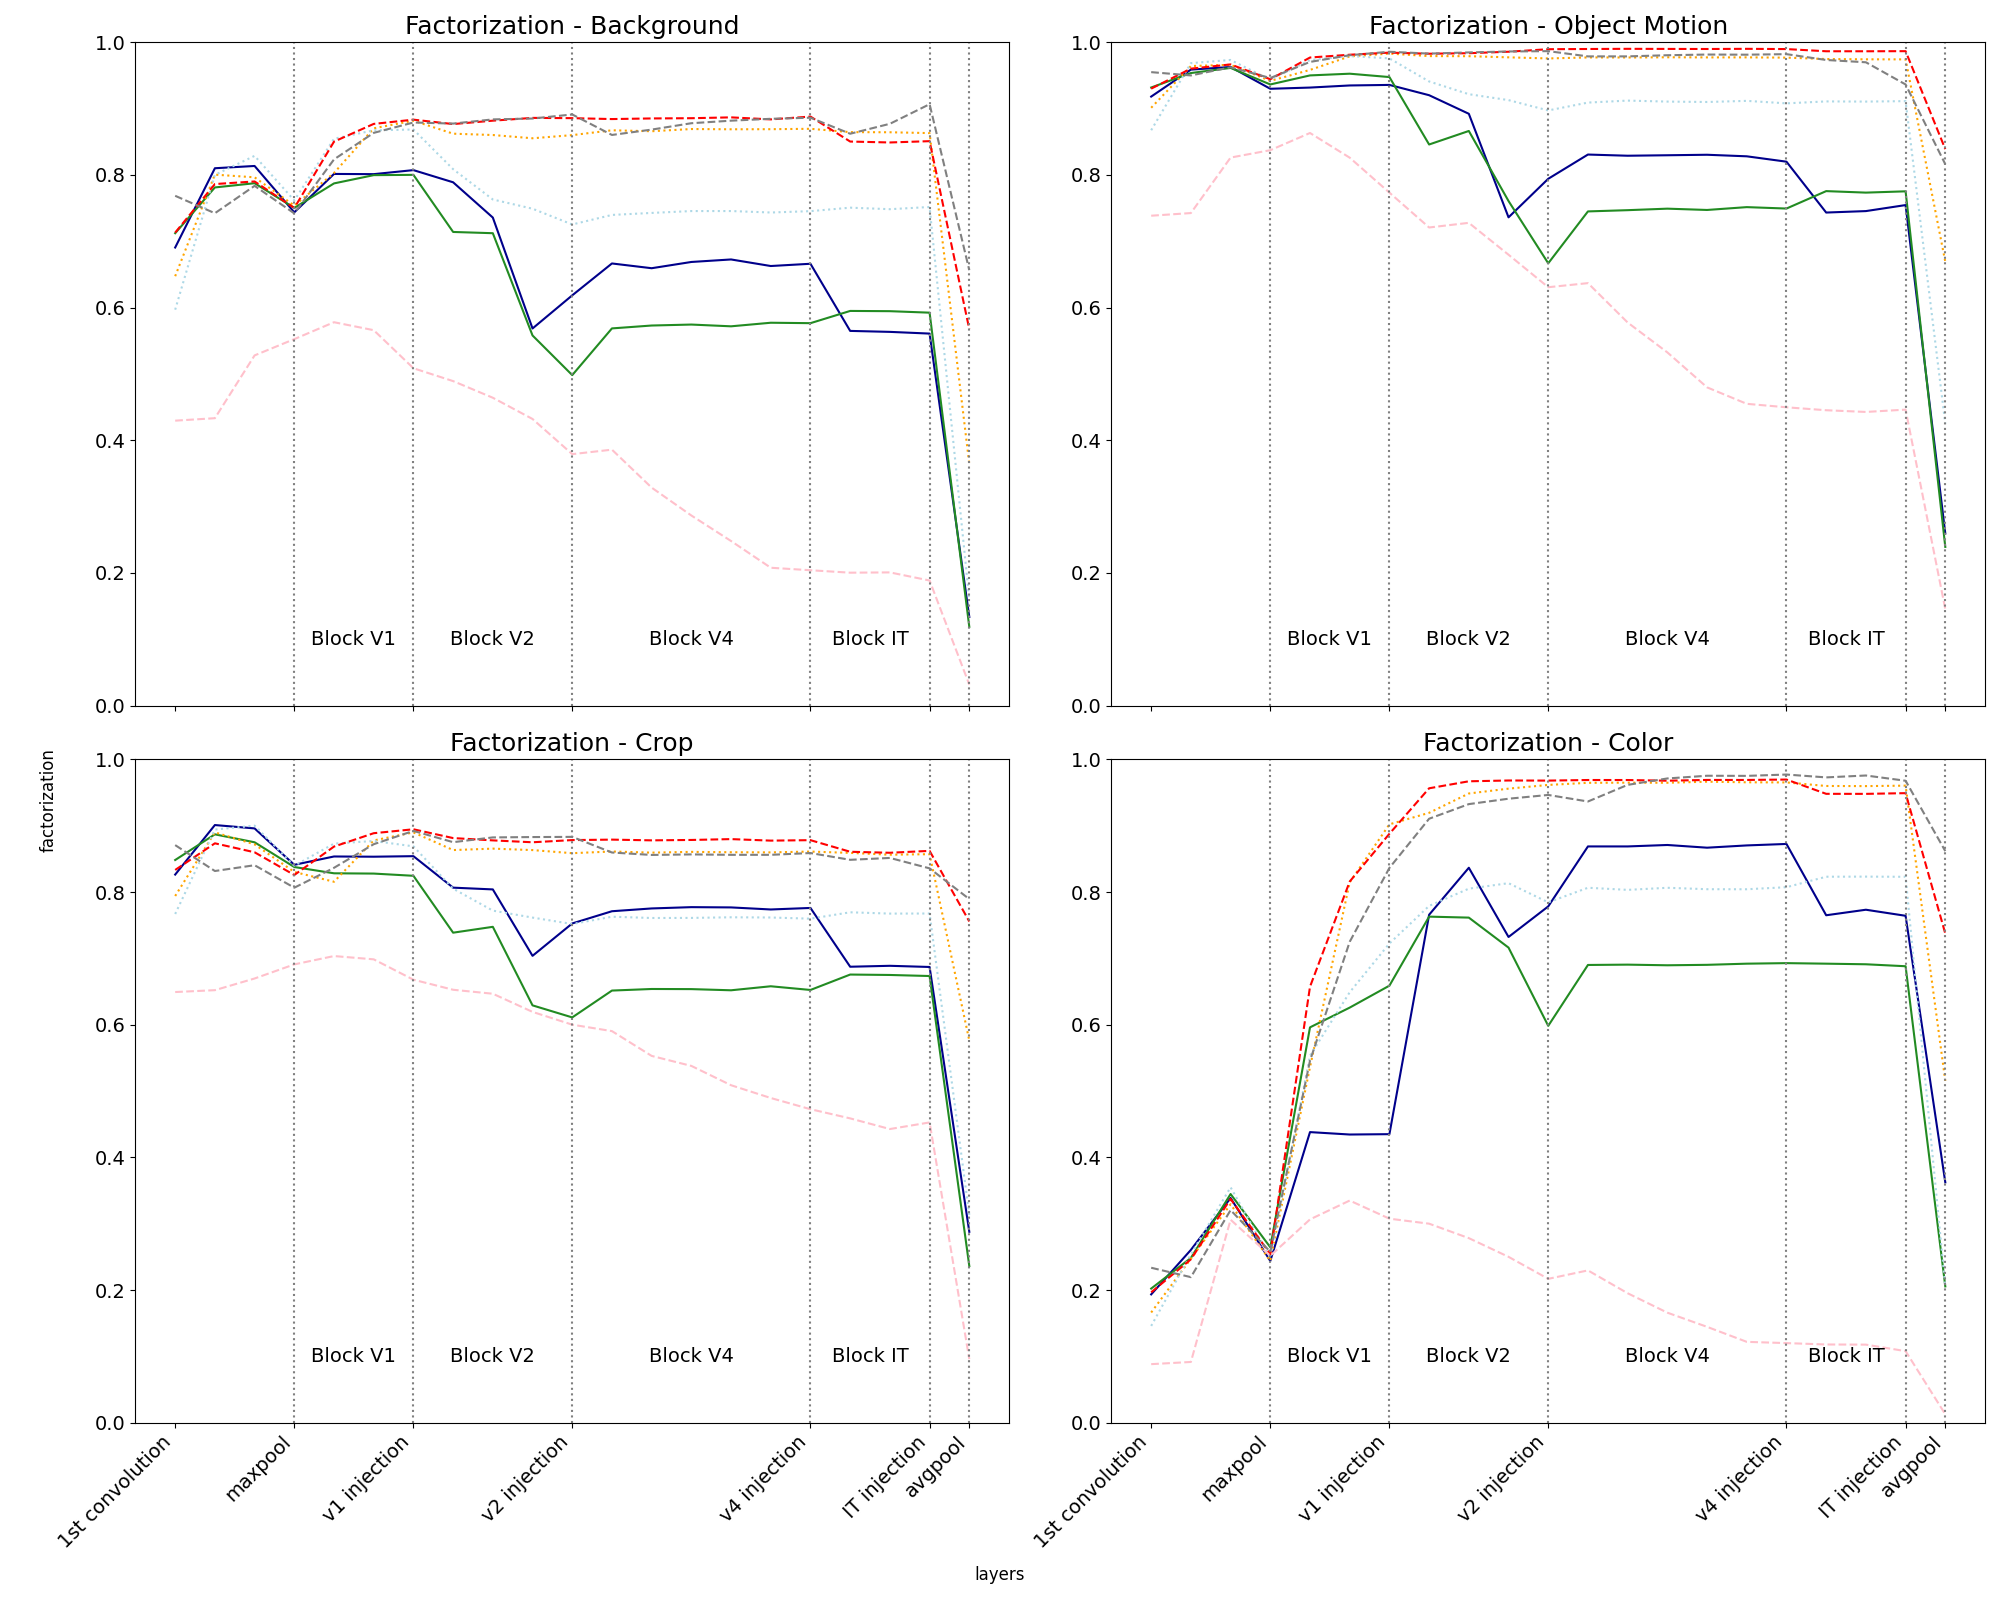 Factorization - Background
1.0
0.8
0.6
0.4
0.2
0.0
Block V1 Block V2 Block V4 Block IT
Factorization - Object Motion
1.0
0.8
0.6
0.4
0.2
0.0
Block V1 Block V2 Block V4 Block IT
factorization
Factorization - Crop
1.0
0.8
0.6
0.4
0.2
0.0
Block V1 Block V2 Block V4 Block IT
1st convolution
maxpool
v1 injection
v2 injection
v4 injection
IT injection
avgpool
Factorization - Color
1.0
0.8
0.6
0.4
0.2
0.0
Block V1 Block V2 Block V4 Block IT
1st convolution
maxpool
v1 injection
v2 injection
v4 injection
IT injection
avgpool
layers